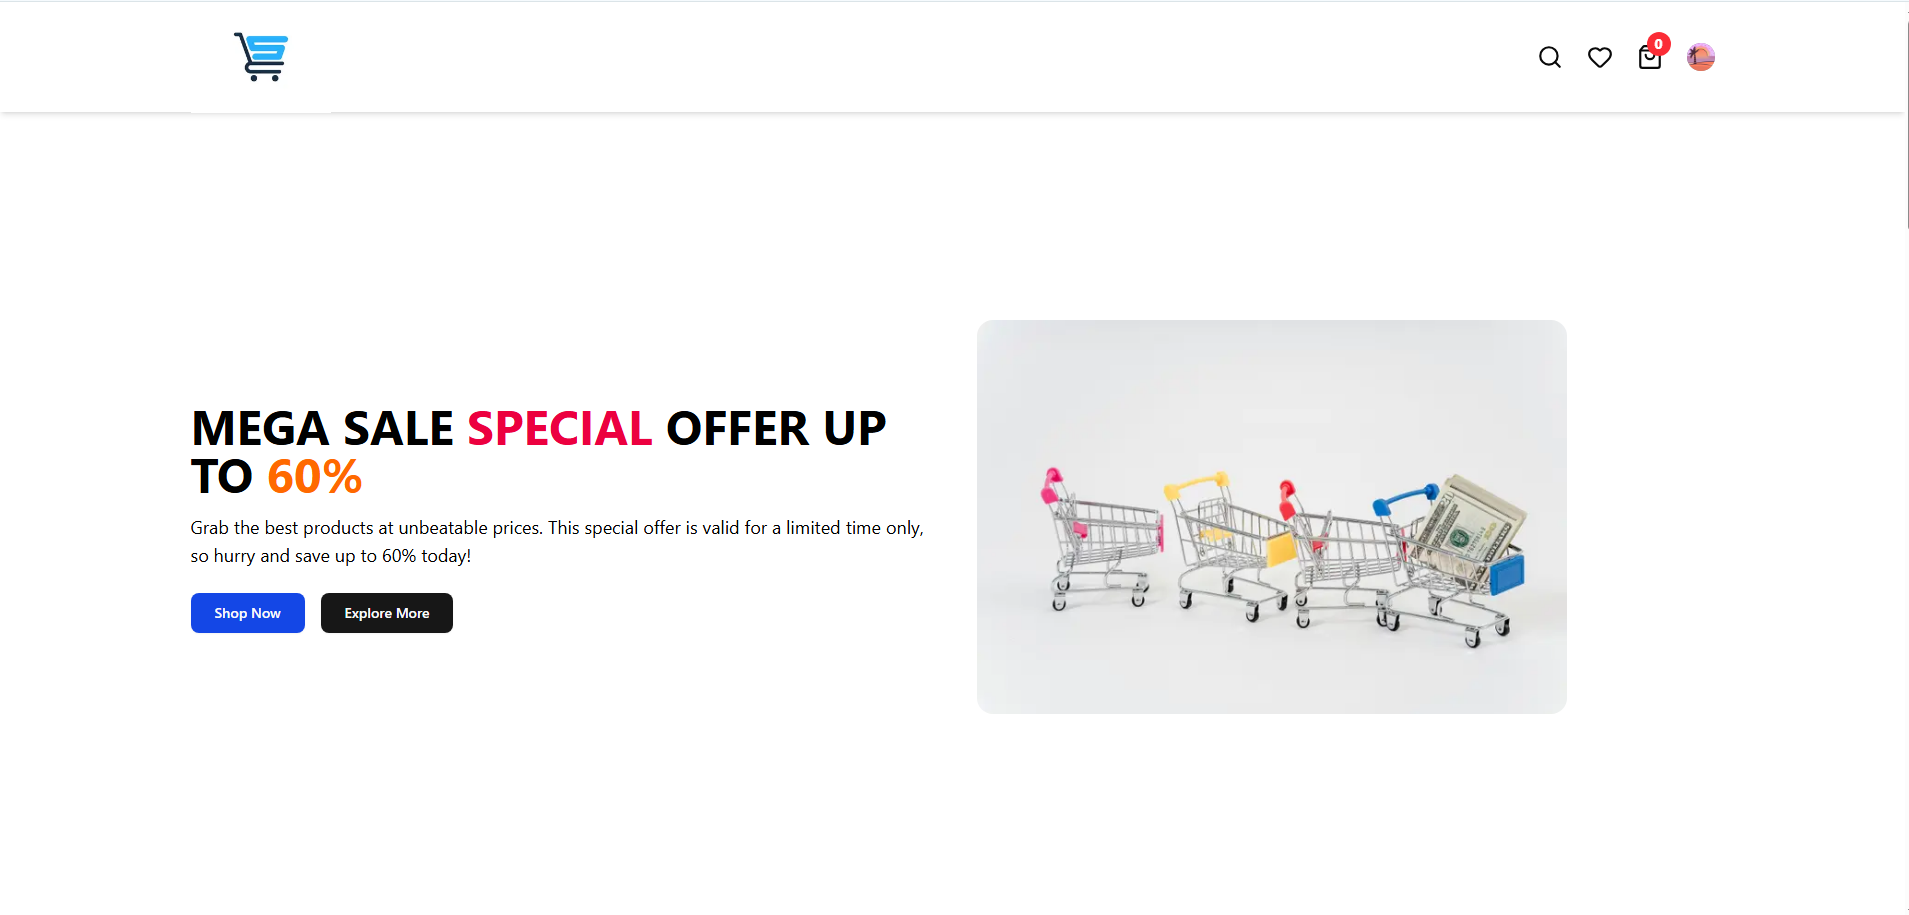 0
MEGA SALE SPECIAL OFFER UP
TO 60%
Grab the best products at unbeatable prices. This special offer is valid for a limited time only,
so hurry and save up to 60% today!
Shop Now
Explore More